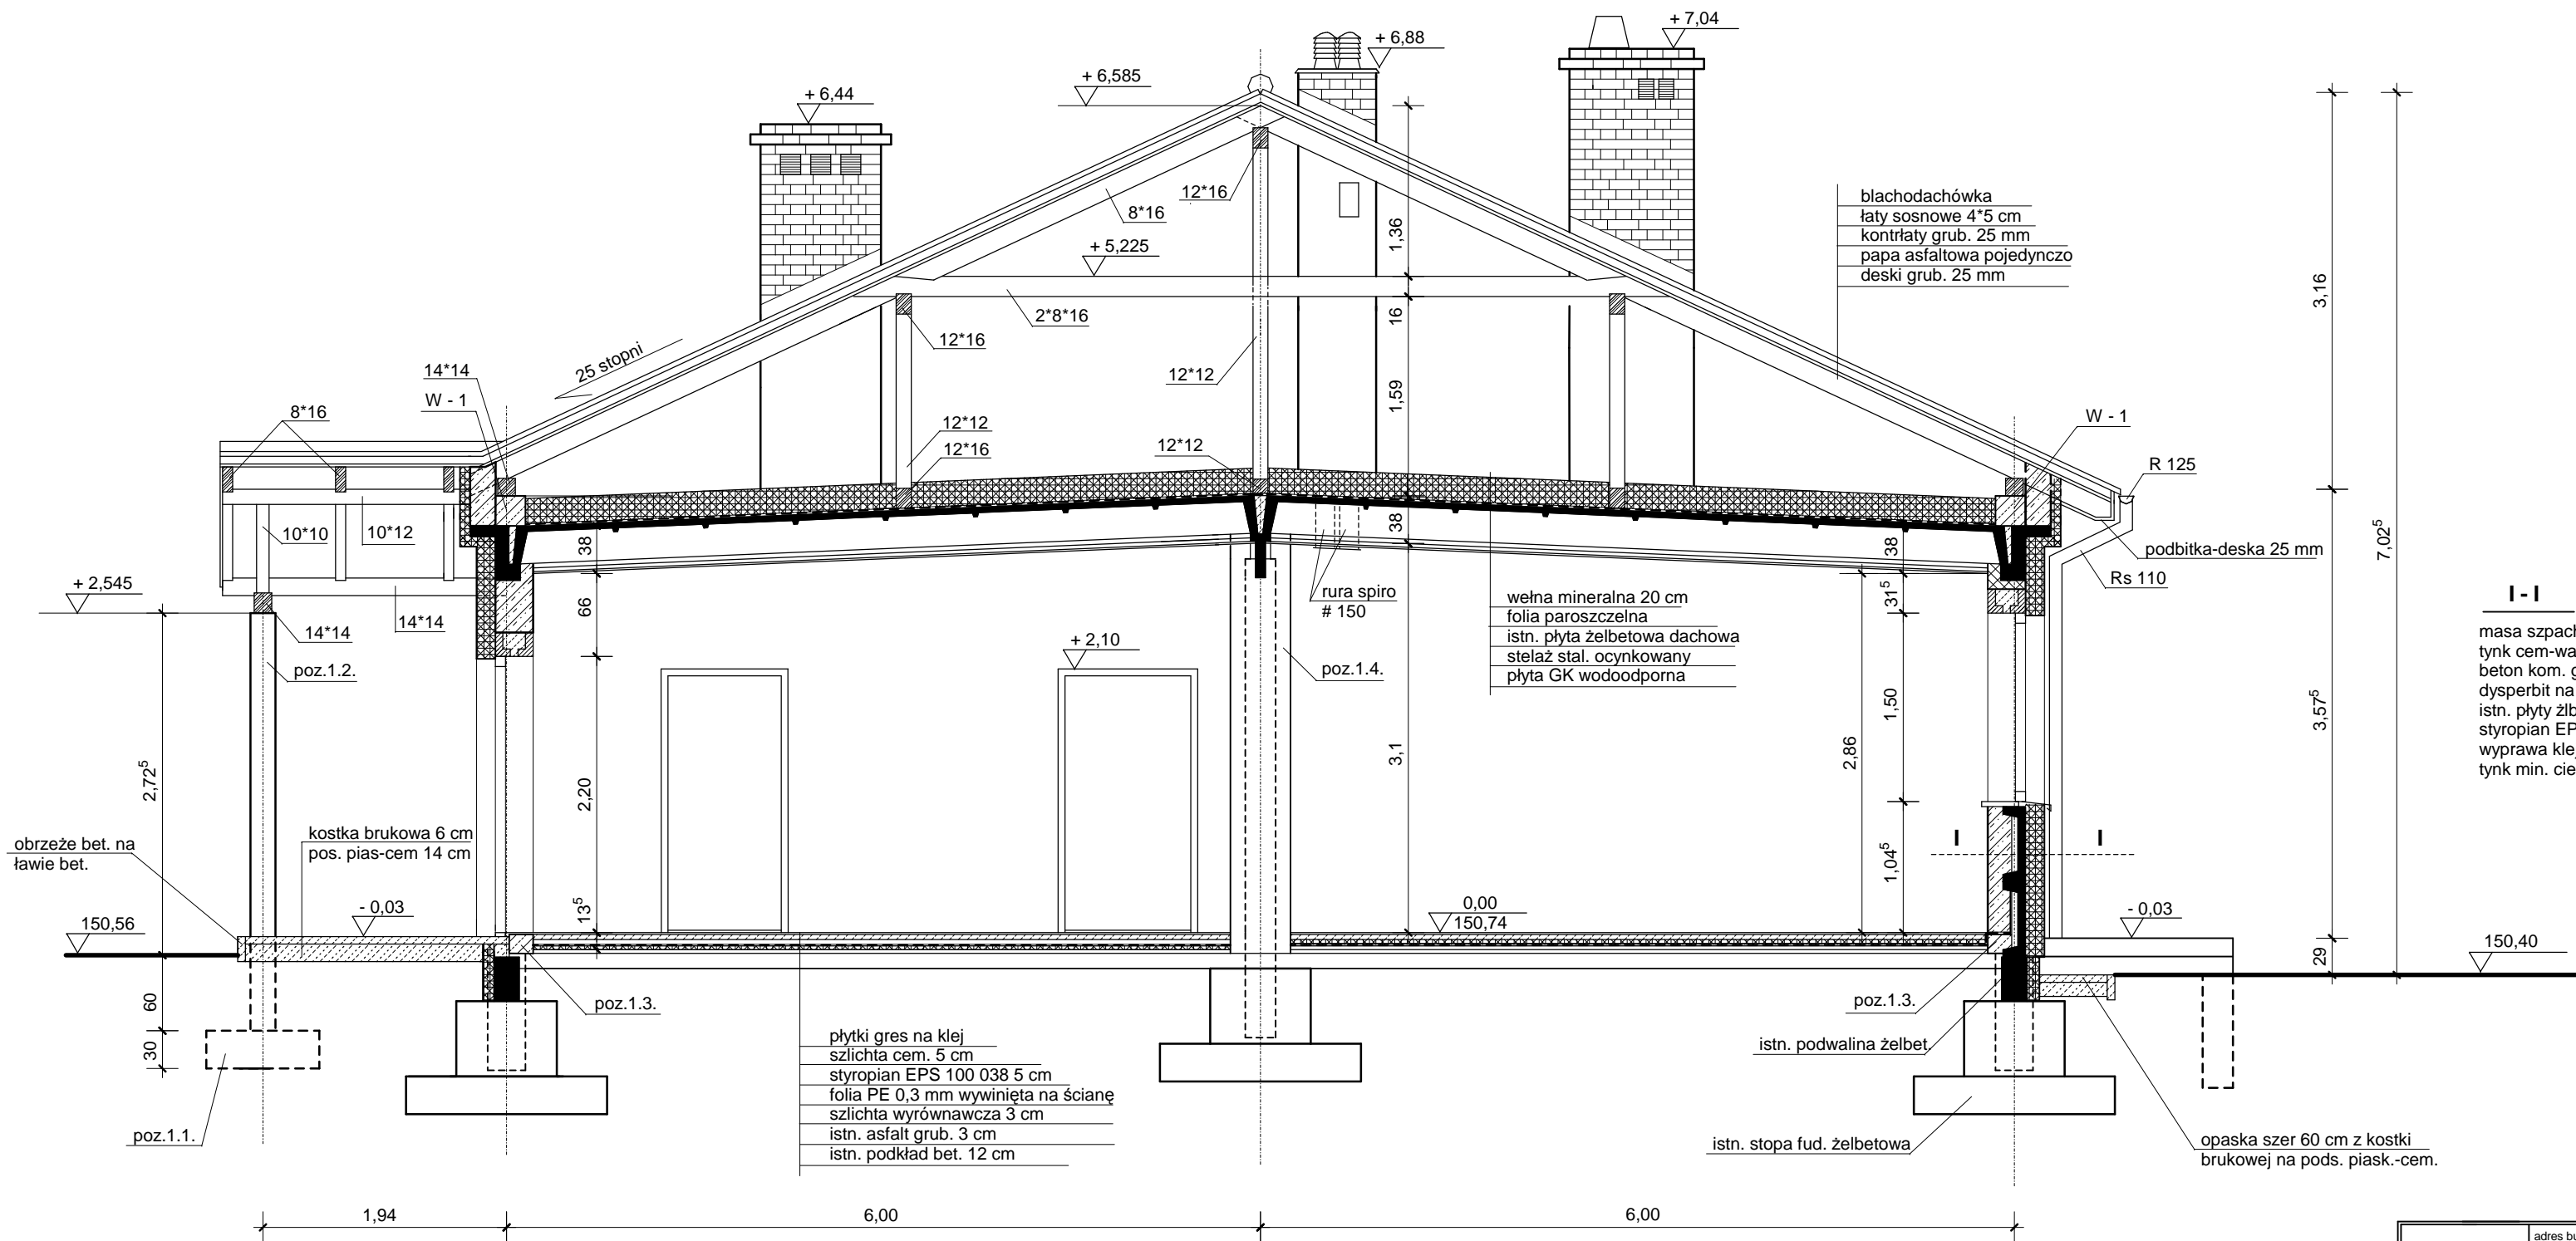 + 7,04
+ 6,88
+ 6,585
+ 6,44
12*16
8*16
1,36
+ 5,225
blachodachówka
łaty sosnowe 4*5 cm
kontrłaty grub. 25 mm
papa asfaltowa pojedynczo
deski grub. 25 mm
3,16
7,02⁵
2*8*16
16
12*16
25 stopni
14*14
W - 1
12*12
1,59
8*16
12*12
12*16
12*12
W - 1
R 125
10*10
10*12
38
38
38
podbitka-deska 25 mm
Rs 110
+ 2,545
14*14
14*14
66
rura spiro
# 150
wełna mineralna 20 cm
folia paroszczelna
istn. płyta żelbetowa dachowa
stelaż stal. ocynkowany
płyta GK wodoodporna
31⁵
I - I
masa szpach
tynk cem-wa
beton kom. g
dysperbit na
istn. płyty żlb
styropian EP
wyprawa klej
tynk min. cie
poz.1.2.
+ 2,10
poz.1.4.
1,50
3,57⁵
2,72⁵
2,20
3,1
2,86
obrzeże bet. na
ławie bet.
kostka brukowa 6 cm
pos. pias-cem 14 cm
1,04⁵
I
I
150,56
- 0,03
13⁵
0,00
150,74
- 0,03
150,40
29
60
30
poz.1.3.
poz.1.3.
istn. podwalina żelbet.
płytki gres na klej
szlichta cem. 5 cm
styropian EPS 100 038 5 cm
folia PE 0,3 mm wywinięta na ścianę
szlichta wyrównawcza 3 cm
istn. asfalt grub. 3 cm
istn. podkład bet. 12 cm
poz.1.1.
istn. stopa fud. żelbetowa
opaska szer 60 cm z kostki
brukowej na pods. piask.-cem.
1,94
6,00
6,00
adres bu